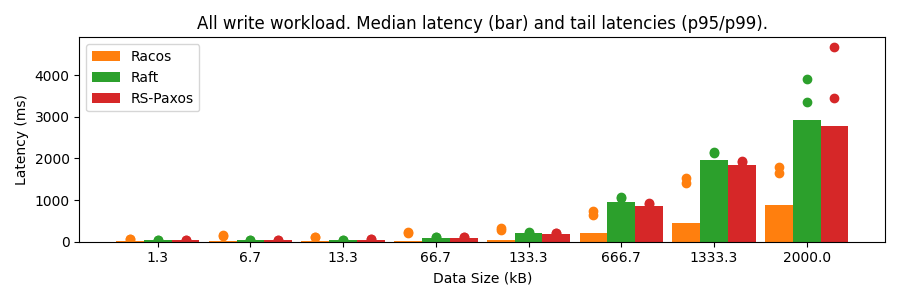 All write workload. Median latency (bar) and tail latencies (p95/p99).
Racos
Raft
RS-Paxos
Latency (ms)
4000
3000
2000
1000
0
1.3 6.7 13.3 66.7 133.3 666.7 1333.3 2000.0
Data Size (kB)